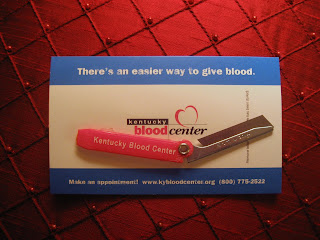 There's an easier way to give blood.
kentucky
bloodcenter
Kentucky Blood Center
Make an appointment! www.kybloodcenter.org (800) 775-2522